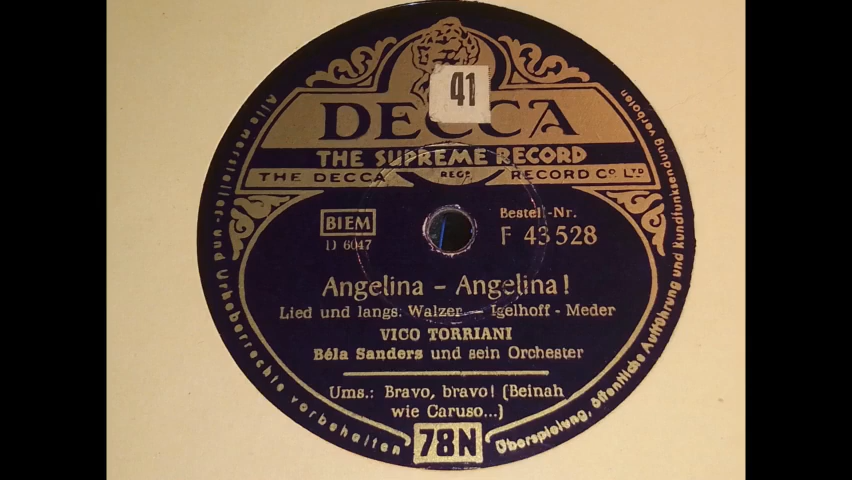 41
DECCA
THE SUPREME RECORD
THE DECCA REGD RECORD CO LTD
BIEM
D 6047
Bestell-Nr.
F 43528
Angelina - Angelina!
Lied und langs. Walzer - Igelhoff - Meder
VICO TORRIANI
Béla Sanders und sein Orchester
Ums.: Bravo, bravo! (Beinah
wie Caruso...)
78N
Alle Hersteller- und Urheberrechte vorbehalten
Überspielung, öffentliche Aufführung und Rundfunksendung verboten